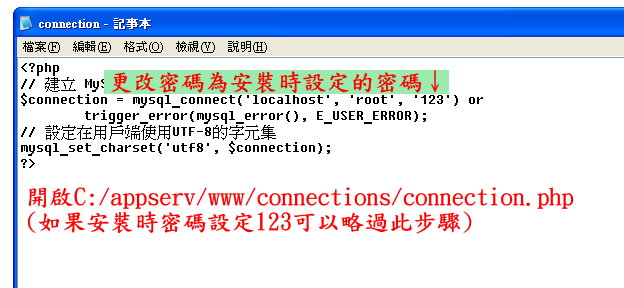 connection - 記事本
檔案(F) 編輯(E) 格式(O) 檢視(V) 說明(H)
<?php
// 建立 MyS
更改密碼為安裝時設定的密碼↓
$connection = mysql_connect('localhost', 'root', '123') or
trigger_error(mysql_error(), E_USER_ERROR);
// 設定在用戶端使用UTF-8的字元集
mysql_set_charset('utf8', $connection);
?>
開啟C:/appserv/www/connections/connection.php
(如果安裝時密碼設定123可以略過此步驟)